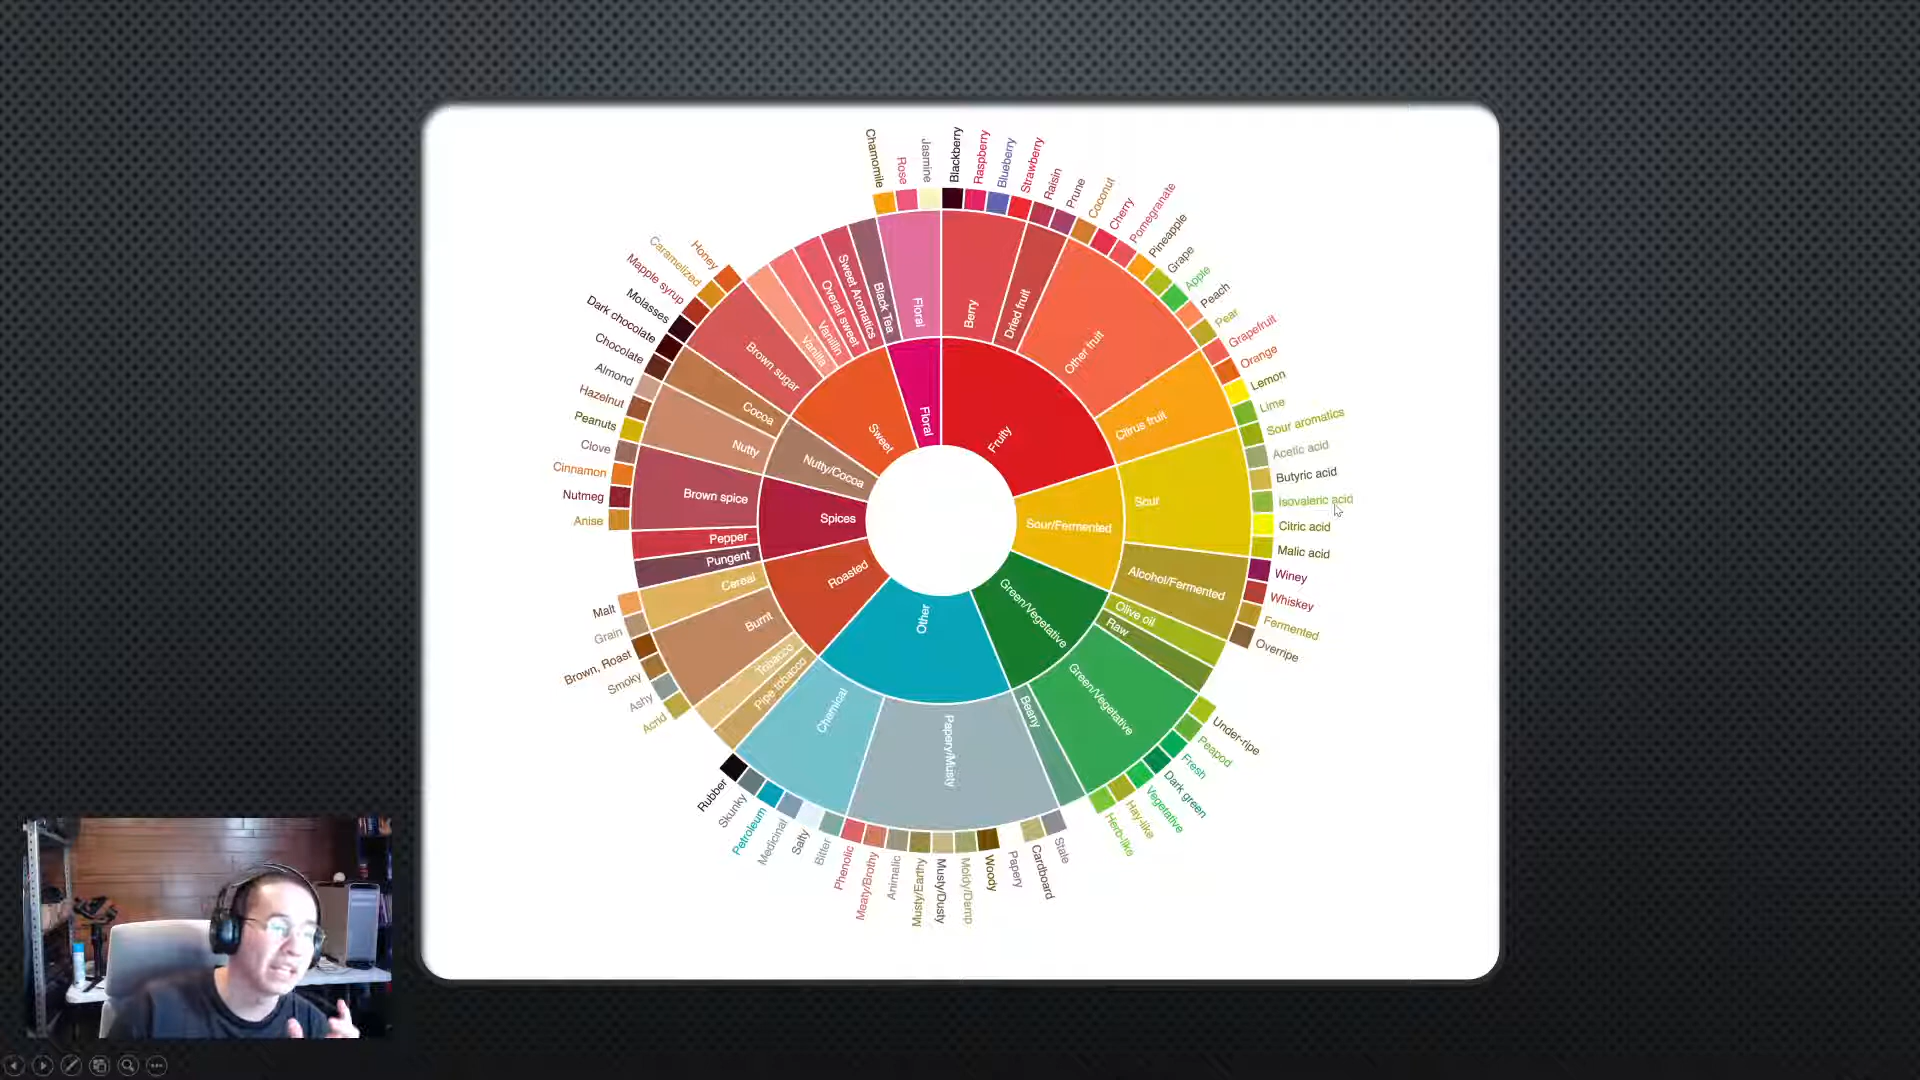 Chamomile
Rose
Jasmine
Blackberry
Raspberry
Blueberry
Strawberry
Raisin
Prune
Coconut
Cherry
Pomegranate
Pineapple
Grape
Apple
Peach
Pear
Grapefruit
Orange
Lemon
Lime
Sour aromatics
Acetic acid
Butyric acid
Isovaleric acid
Citric acid
Malic acid
Winey
Whiskey
Fermented
Overripe
Under-ripe
Peapod
Fresh
Dark green
Vegetative
Hay-like
Herb-like
Stale
Cardboard
Papery
Woody
Moldy/Damp
Musty/Dusty
Musty/Earthy
Animalic
Meaty/Brothy
Phenolic
Bitter
Salty
Medicinal
Petroleum
Skunky
Rubber
Acrid
Ashy
Smoky
Brown, Roast
Grain
Malt
Anise
Nutmeg
Cinnamon
Clove
Peanuts
Hazelnut
Almond
Chocolate
Dark chocolate
Molasses
Mapple syrup
Caramelized
Honey
Floral
Berry
Dried fruit
Other fruit
Citrus fruit
Sour
Alcohol/Fermented
Olive oil
Raw
Green/Vegetative
Beany
Papery/Musty
Chemical
Pipe tobacco
Tobacco
Burnt
Cereal
Pungent
Pepper
Brown spice
Nutty
Cocoa
Brown sugar
Vanilla
Vanillin
Overall sweet
Sweet Aromatics
Black Tea
Floral
Fruity
Sour/Fermented
Green/Vegetative
Other
Roasted
Spices
Nutty/Cocoa
Sweet